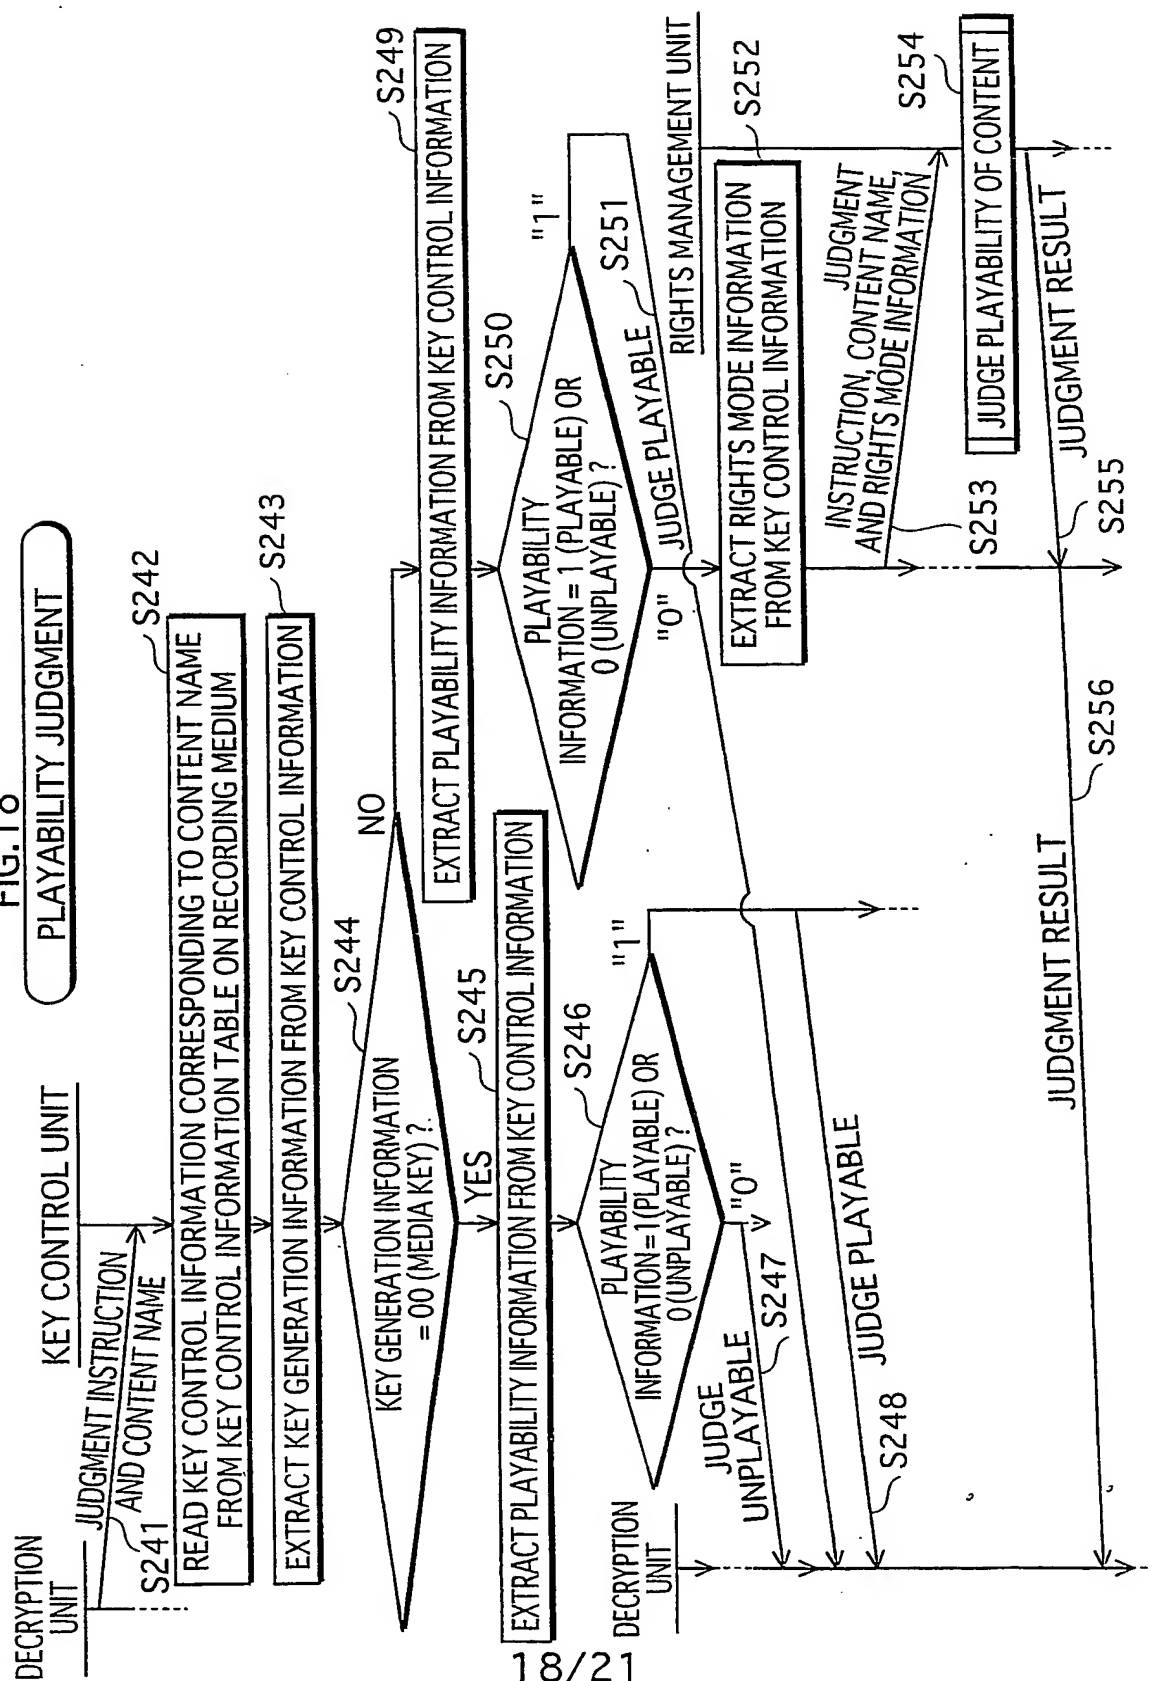 FIG.18
PLAYABILITY JUDGMENT
DECRYPTION
UNIT
KEY CONTROL UNIT
JUDGMENT INSTRUCTION
AND CONTENT NAME
S241
S242
READ KEY CONTROL INFORMATION CORRESPONDING TO CONTENT NAME
FROM KEY CONTROL INFORMATION TABLE ON RECORDING MEDIUM
S243
EXTRACT KEY GENERATION INFORMATION FROM KEY CONTROL INFORMATION
S244
KEY GENERATION INFORMATION
= 00 (MEDIA KEY) ?
NO
YES
S245
EXTRACT PLAYABILITY INFORMATION FROM KEY CONTROL INFORMATION
S246
PLAYABILITY
INFORMATION = 1(PLAYABLE) OR
0 (UNPLAYABLE) ?
"1"
"0"
S247
JUDGE
UNPLAYABLE
DECRYPTION
UNIT
JUDGE PLAYABLE
S248
S249
EXTRACT PLAYABILITY INFORMATION FROM KEY CONTROL INFORMATION
S250
PLAYABILITY
INFORMATION = 1 (PLAYABLE) OR
0 (UNPLAYABLE) ?
"1"
"0"
JUDGE PLAYABLE
S251
RIGHTS MANAGEMENT UNIT
S252
EXTRACT RIGHTS MODE INFORMATION
FROM KEY CONTROL INFORMATION
JUDGMENT
INSTRUCTION, CONTENT NAME,
AND RIGHTS MODE INFORMATION
S253
S254
JUDGE PLAYABILITY OF CONTENT
JUDGMENT RESULT
S255
JUDGMENT RESULT
S256
18/21